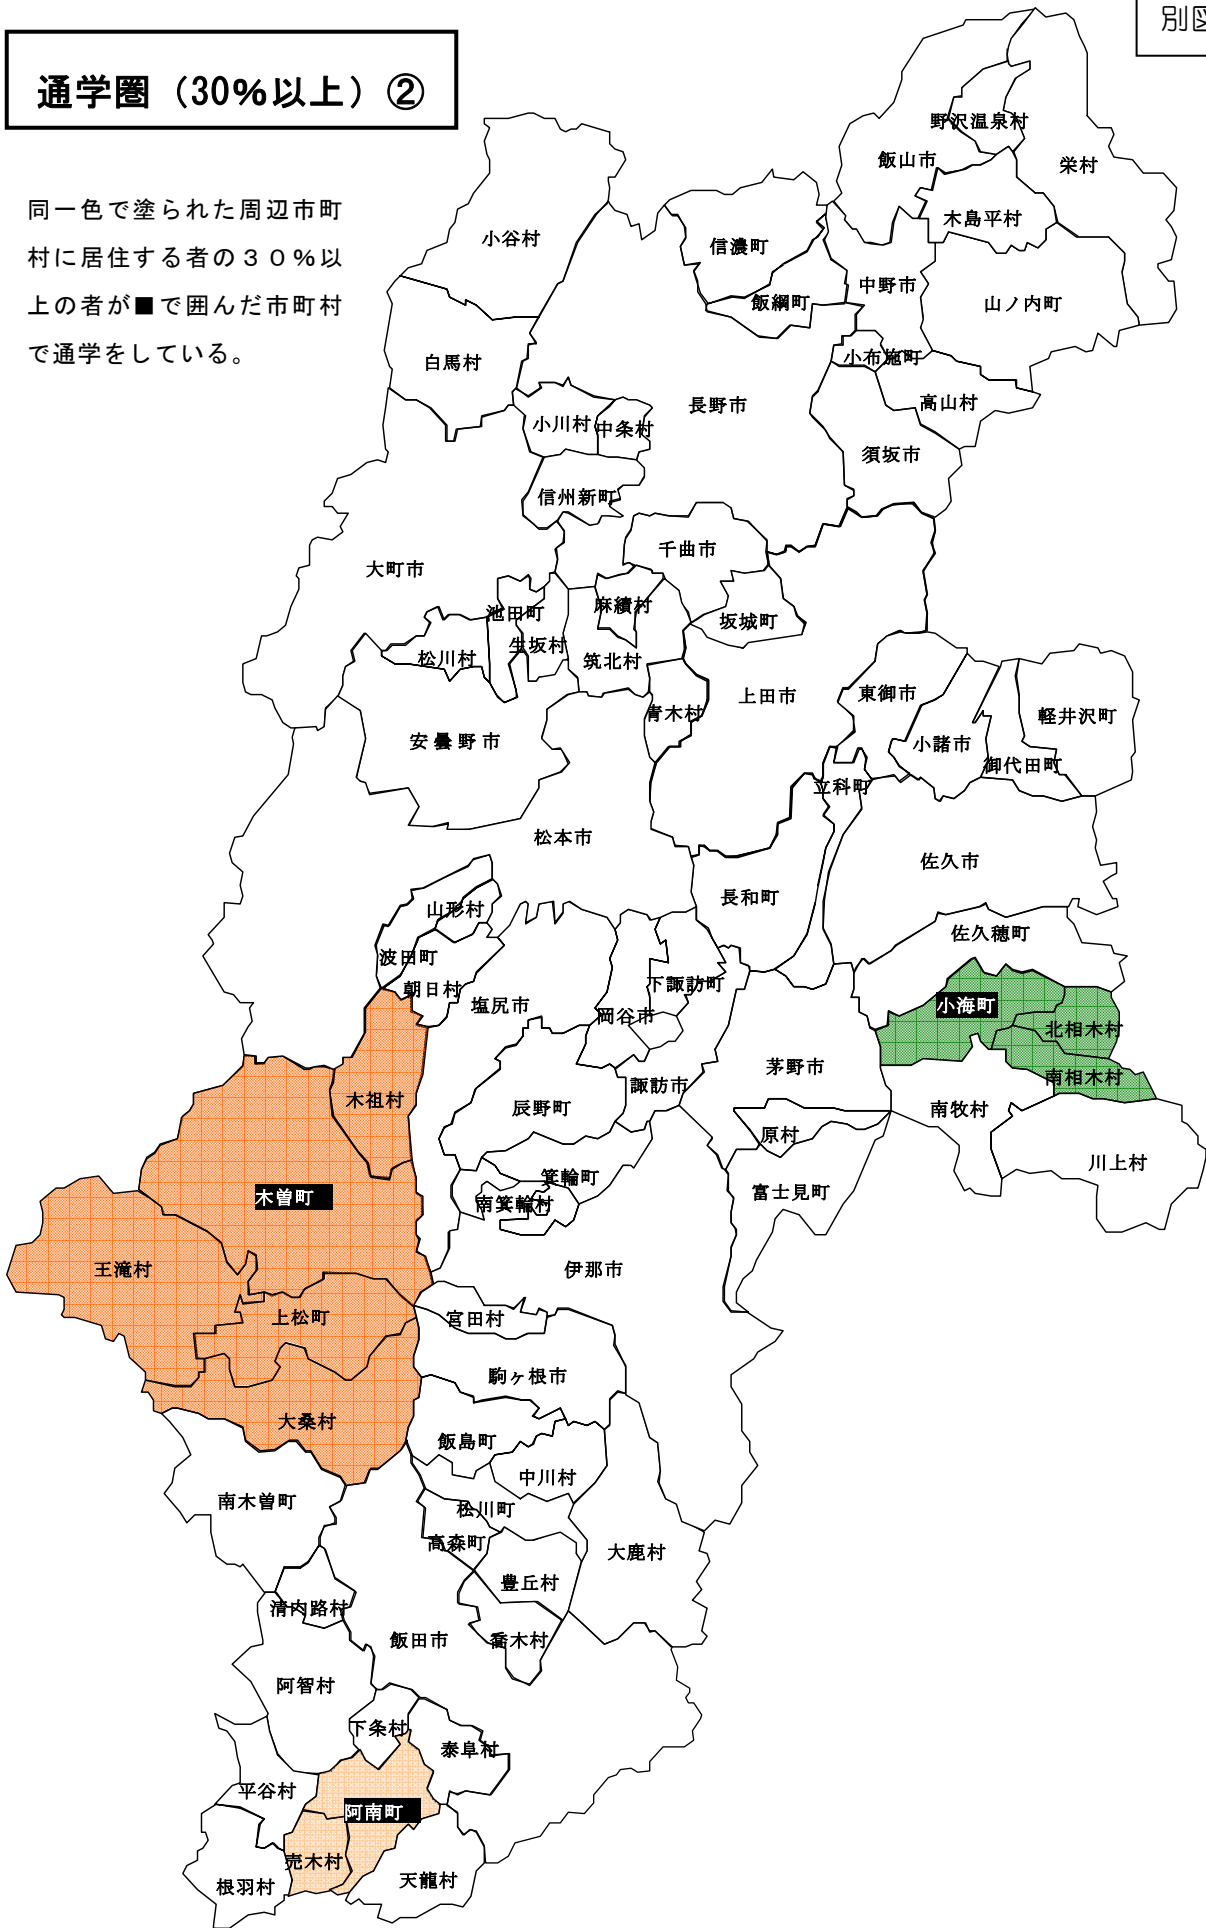 別図
通学圏（30%以上）②
同一色で塗られた周辺市町
村に居住する者の３０%以
上の者が■で囲んだ市町村
で通学をしている。
野沢温泉村
飯山市
栄村
木島平村
小谷村
信濃町
中野市
飯綱町
山ノ内町
小布施町
白馬村
高山村
長野市
小川村
中条村
須坂市
信州新町
千曲市
大町市
麻績村
池田町
坂城町
生坂村
松川村
筑北村
上田市
東御市
青木村
軽井沢町
安曇野市
小諸市
御代田町
立科町
松本市
佐久市
長和町
山形村
佐久穂町
波田町
下諏訪町
朝日村
塩尻市
小海町
岡谷市
北相木村
茅野市
南相木村
諏訪市
木祖村
辰野町
南牧村
原村
川上村
箕輪町
木曽町
富士見町
南箕輪村
王滝村
伊那市
上松町
宮田村
駒ヶ根市
大桑村
飯島町
中川村
南木曽町
松川町
高森町
大鹿村
豊丘村
清内路村
飯田市
喬木村
阿智村
下条村
泰阜村
平谷村
阿南町
売木村
天龍村
根羽村